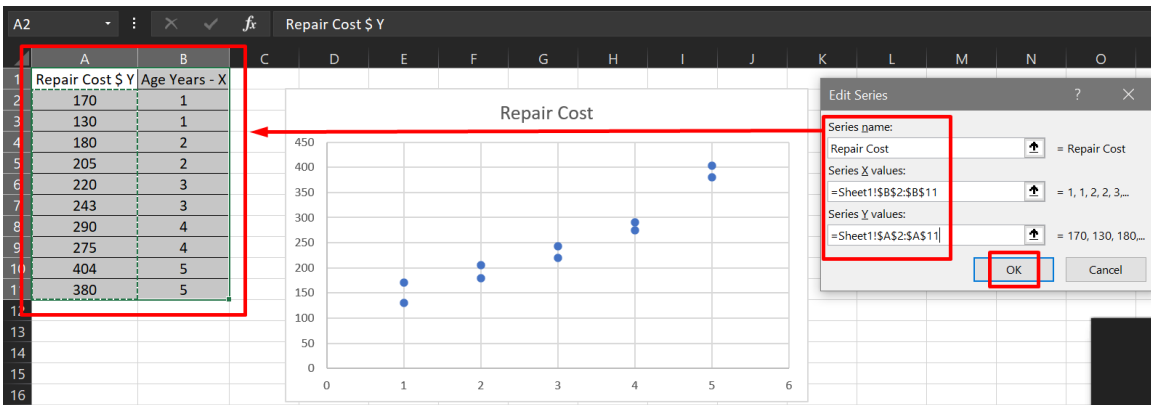 A2
fx
Repair Cost $ Y
A B C D E F G H I J K L M N O
1 Repair Cost $ Y Age Years - X
2 170 1
3 130 1
4 180 2
5 205 2
6 220 3
7 243 3
8 290 4
9 275 4
10 404 5
11 380 5
12
13
14
15
16
Repair Cost
450
400
350
300
250
200
150
100
50
0
0 1 2 3 4 5 6
Edit Series ?
Series name:
Repair Cost = Repair Cost
Series X values:
=Sheet1!$B$2:$B$11 = 1, 1, 2, 2, 3,...
Series Y values:
=Sheet1!$A$2:$A$11 = 170, 130, 180,...
OK Cancel